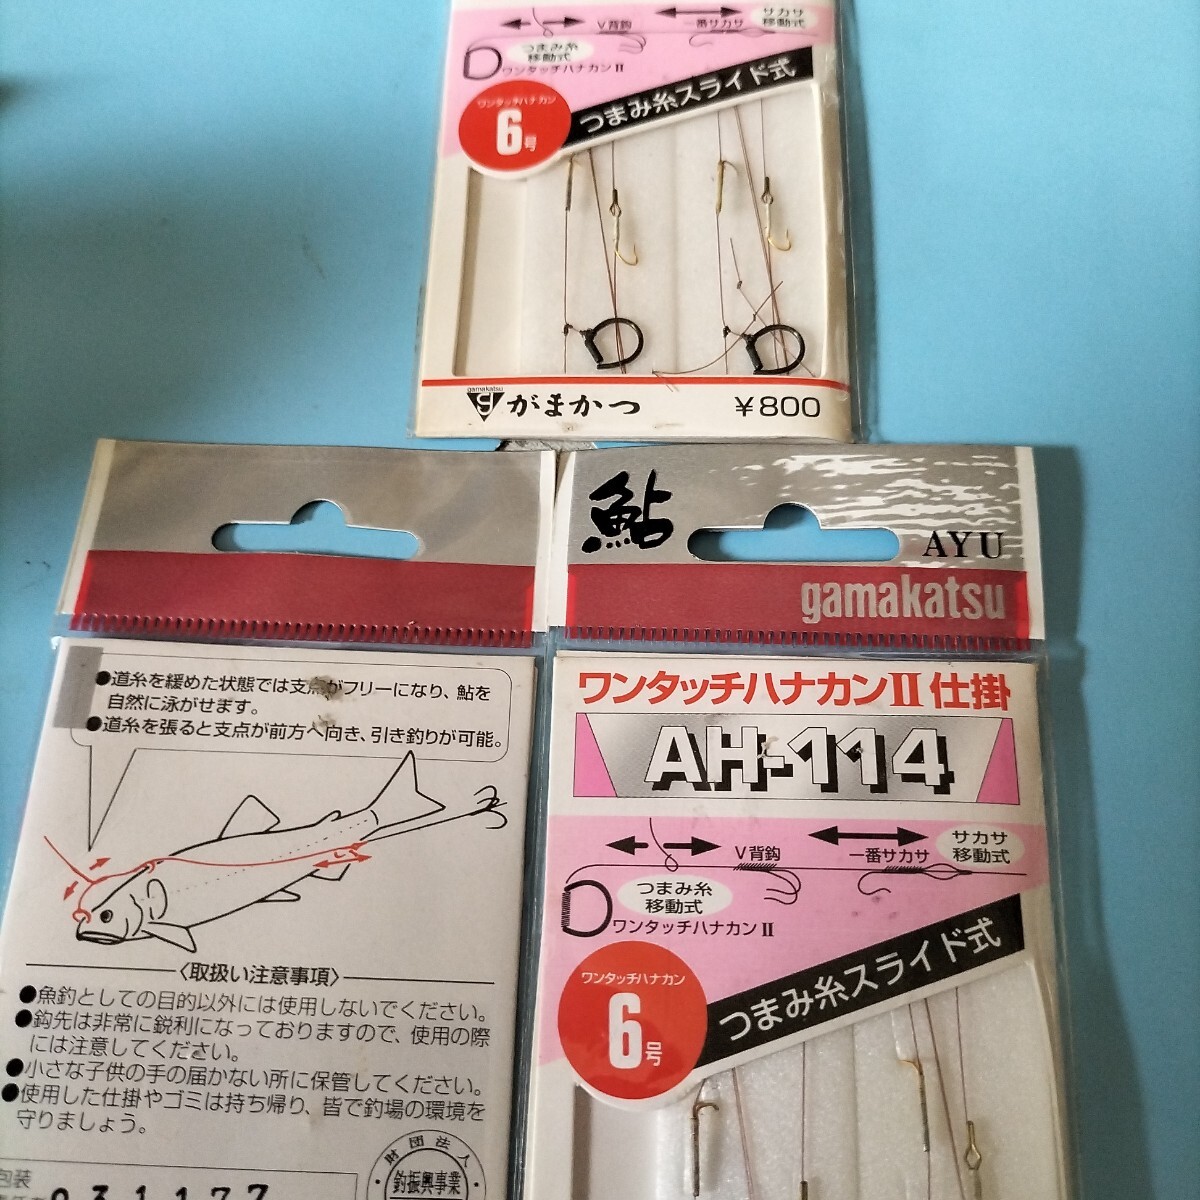 V背鈎
一番サカサ
サカサ
移動式
つまみ糸
移動式
ワンタッチハナカンII
ワンタッチハナカン
6号
つまみ糸スライド式
gamakatsu
がまかつ
¥800
鮎
AYU
gamakatsu
●道糸を緩めた状態では支点がフリーになり、鮎を
自然に泳がせます。
●道糸を張ると支点が前方へ向き、引き釣りが可能。
〈取扱い注意事項〉
●魚釣としての目的以外には使用しないでください。
●鈎先は非常に鋭利になっておりますので、使用の際
には注意してください。
●小さな子供の手の届かない所に保管してください。
●使用した仕掛やゴミは持ち帰り、皆で釣場の環境を
守りましょう。
包装
031177
財団法人
釣振興事業
ワンタッチハナカンII仕掛
AH-114
V背鈎
一番サカサ
サカサ
移動式
つまみ糸
移動式
ワンタッチハナカンII
ワンタッチハナカン
6号
つまみ糸スライド式